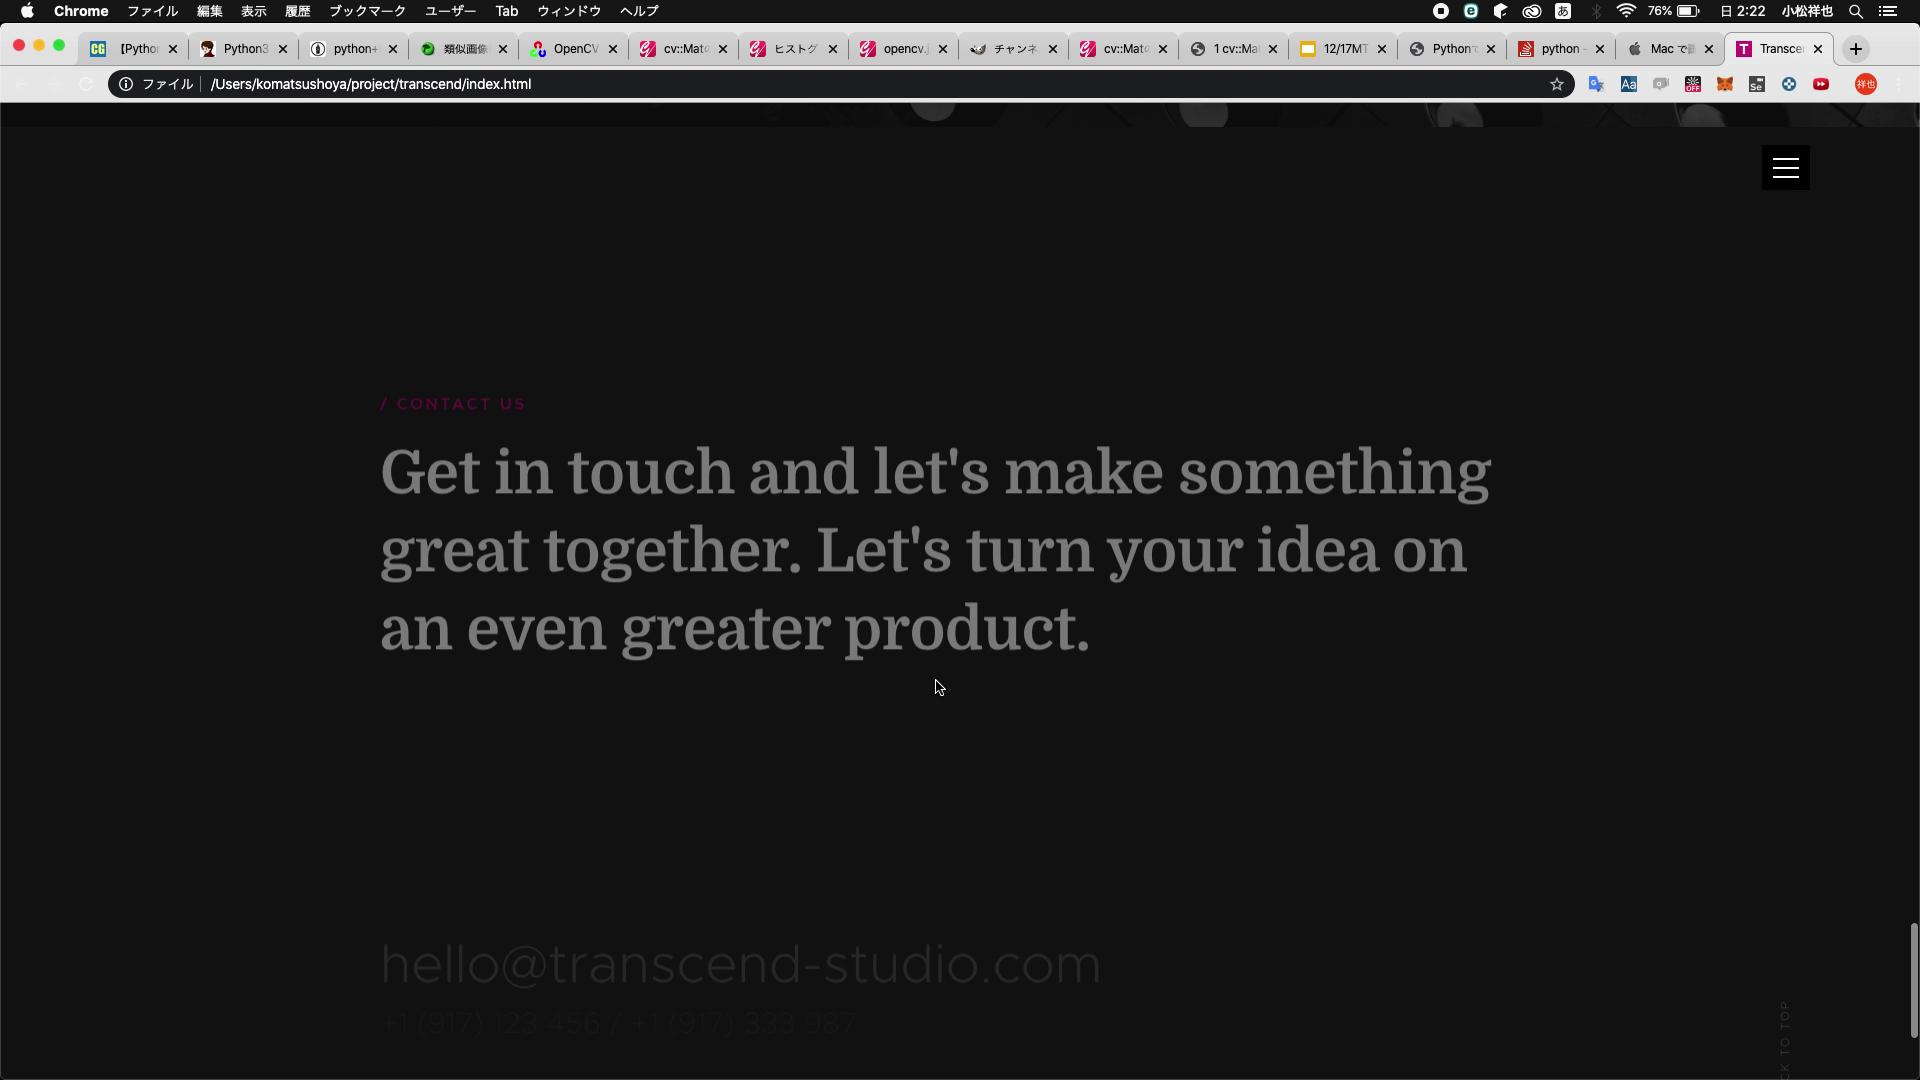 Chrome ファイル 編集 表示 履歴 ブックマーク ユーザー Tab ウィンドウ ヘルプ 76% 日 2:22 小松祥也
【Pytho Python3 python+ 類似画像 OpenCV cv::Mat ヒストグ opencv. チャンネ cv::Mat 1 cv::Ma 12/17MT Python python - Mac で Transce
ファイル /Users/komatsushoya/project/transcend/index.html 祥也
/ CONTACT US
Get in touch and let's make something
great together. Let's turn your idea on
an even greater product.
hello@transcend-studio.com
+1 (917) 123 456 / +1 (917) 333 987
CK TO TOP